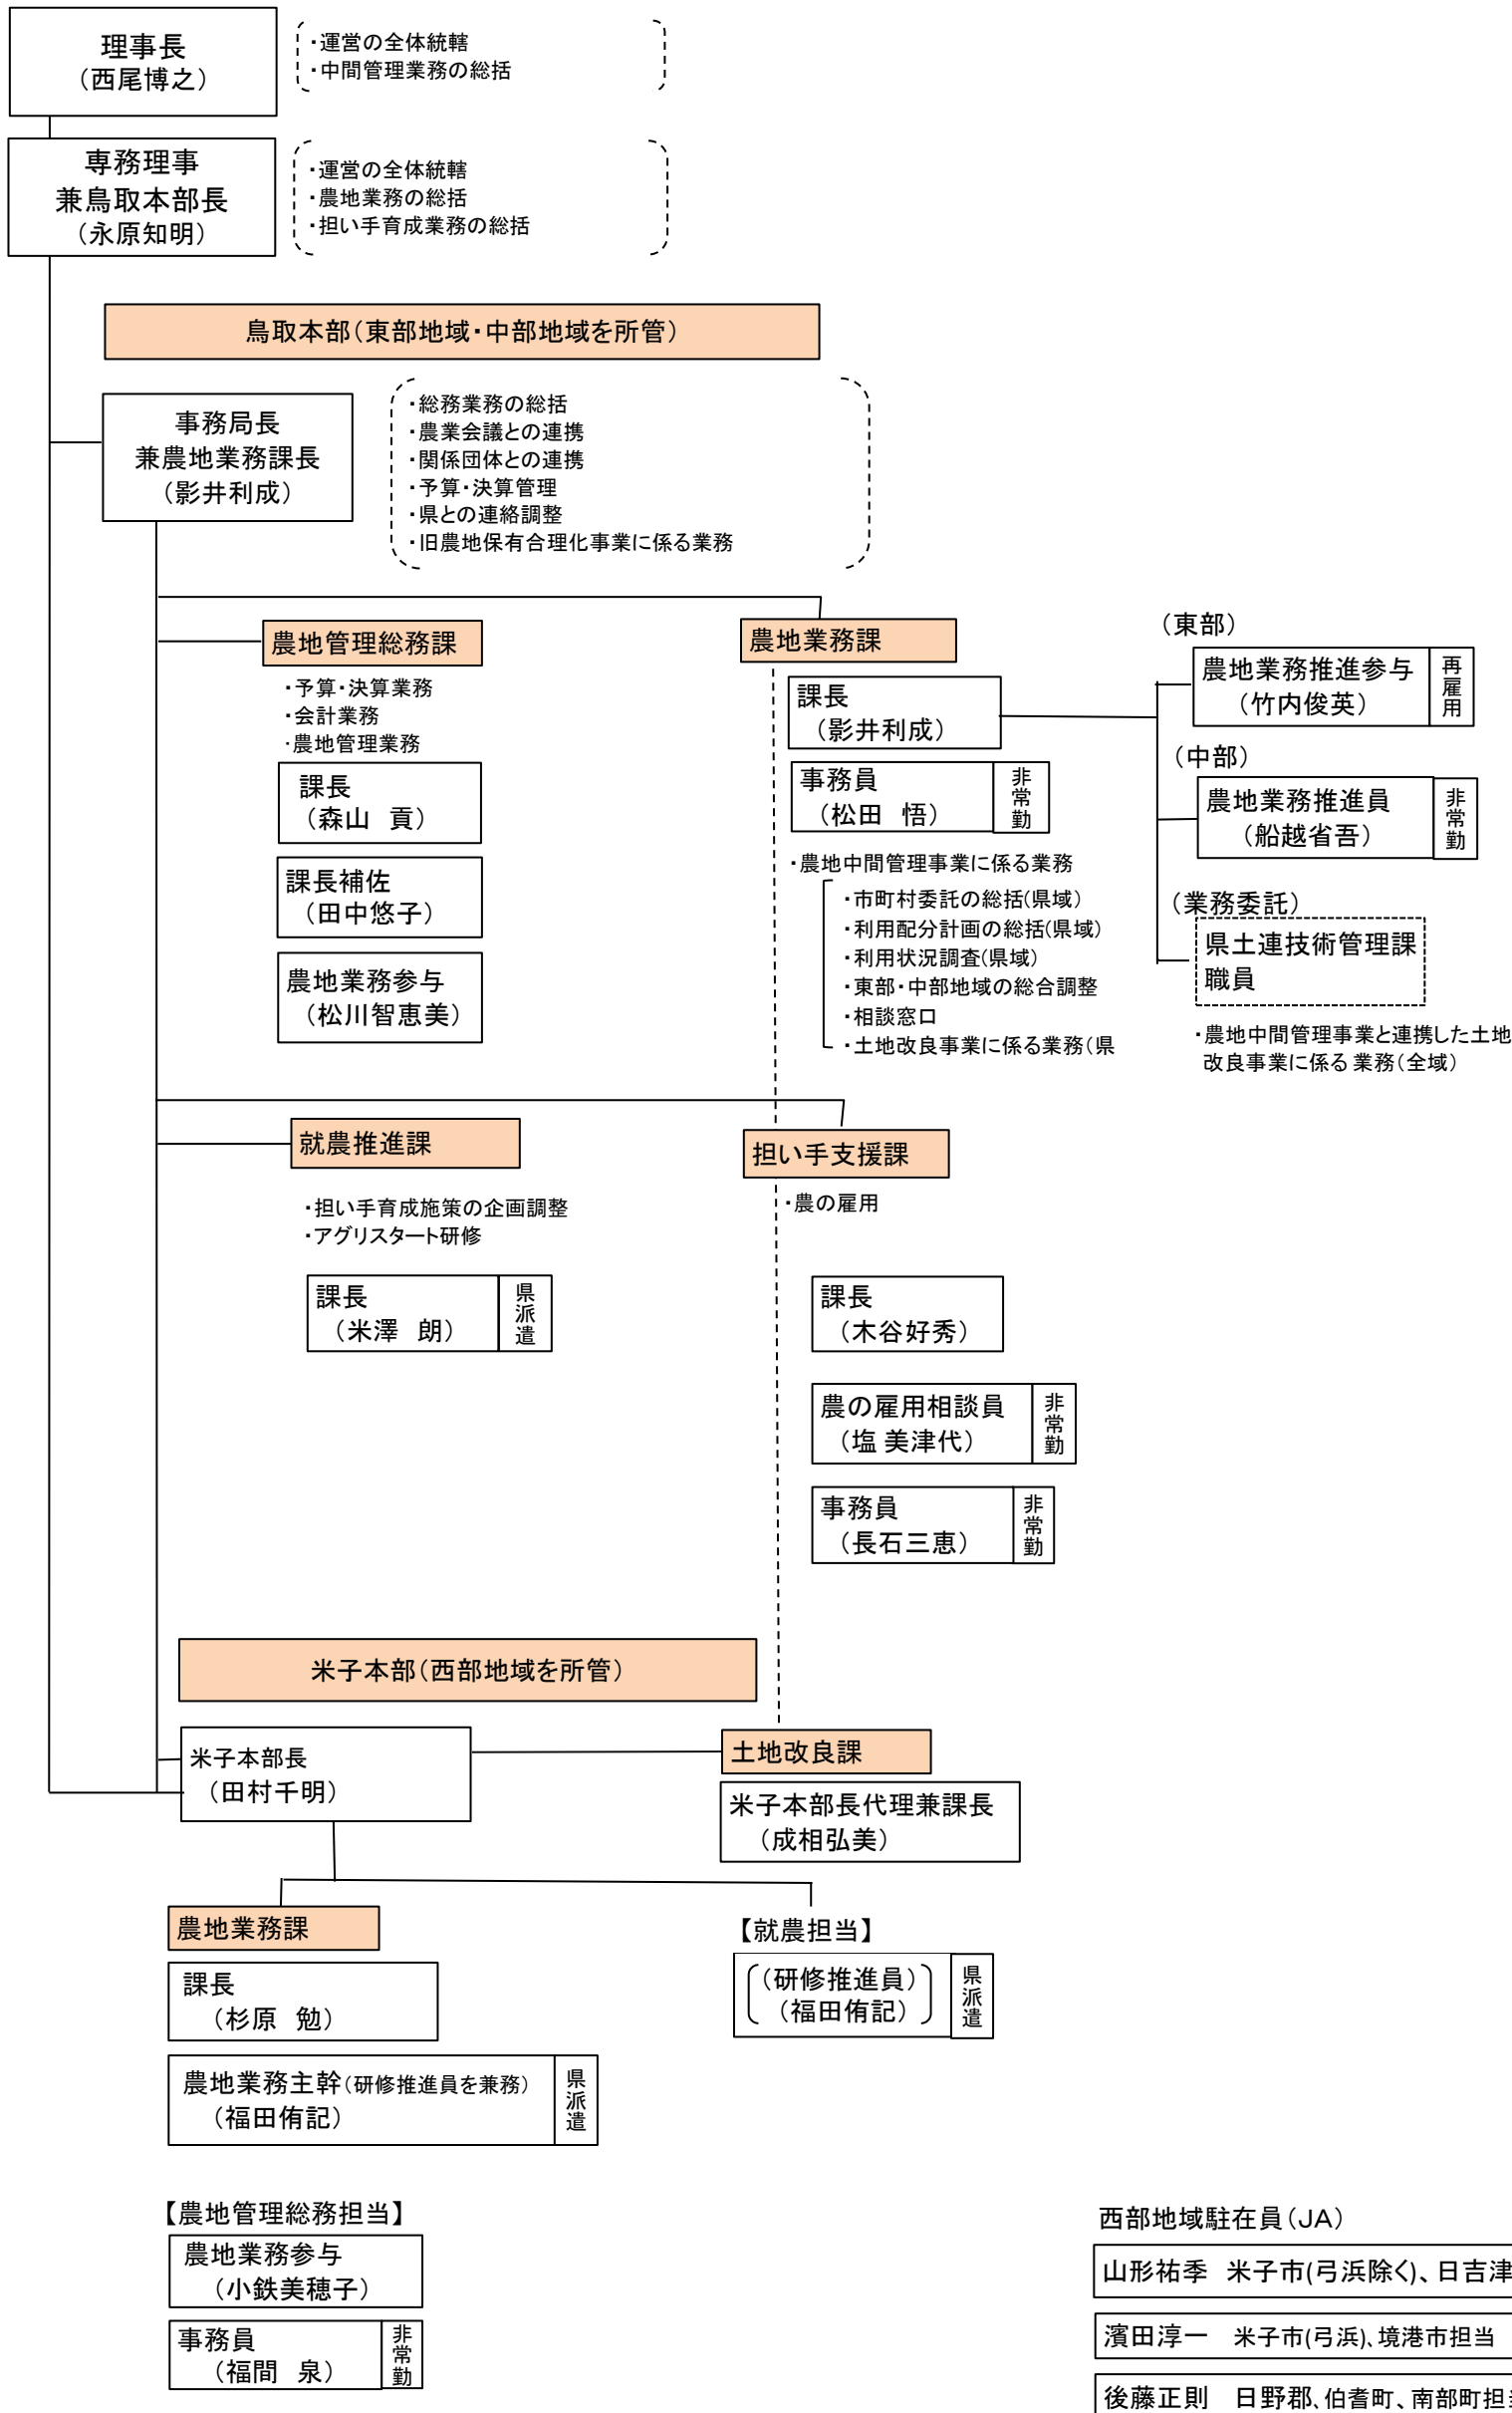 理事長
（西尾博之）
・運営の全体統轄
・中間管理業務の総括
専務理事
兼鳥取本部長
（永原知明）
・運営の全体統轄
・農地業務の総括
・担い手育成業務の総括
鳥取本部（東部地域・中部地域を所管）
事務局長
兼農地業務課長
（影井利成）
・総務業務の総括
・農業会議との連携
・関係団体との連携
・予算・決算管理
・県との連絡調整
・旧農地保有合理化事業に係る業務
農地管理総務課
・予算・決算業務
・会計業務
・農地管理業務
課長
（森山　貢）
課長補佐
（田中悠子）
農地業務参与
（松川智恵美）
農地業務課
課長
（影井利成）
事務員
（松田　悟）
非常勤
・農地中間管理事業に係る業務
・市町村委託の総括(県域)
・利用配分計画の総括(県域)
・利用状況調査(県域)
・東部・中部地域の総合調整
・相談窓口
・土地改良事業に係る業務（県
（東部）
農地業務推進参与
（竹内俊英）
再雇用
（中部）
農地業務推進員
（船越省吾）
非常勤
（業務委託）
県土連技術管理課
職員
・農地中間管理事業と連携した土地
改良事業に係る業務（全域）
就農推進課
・担い手育成施策の企画調整
・アグリスタート研修
課長
（米澤　朗）
県派遣
担い手支援課
・農の雇用
課長
（木谷好秀）
農の雇用相談員
（塩 美津代）
非常勤
事務員
（長石三恵）
非常勤
米子本部（西部地域を所管）
米子本部長
（田村千明）
土地改良課
米子本部長代理兼課長
（成相弘美）
農地業務課
課長
（杉原　勉）
農地業務主幹（研修推進員を兼務）
（福田侑記）
県派遣
【就農担当】
（研修推進員）
（福田侑記）
県派遣
【農地管理総務担当】
農地業務参与
（小鉄美穂子）
事務員
（福間　泉）
非常勤
西部地域駐在員（JA）
山形祐季　米子市(弓浜除く)、日吉津
濱田淳一　米子市(弓浜)、境港市担当
後藤正則　日野郡、伯耆町、南部町担